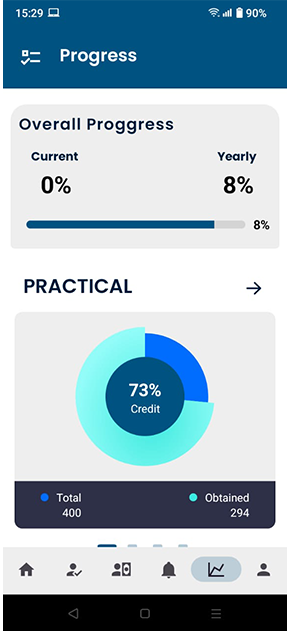 15:29 90%
Progress
Overall Proggress
Current Yearly
0% 8%
8%
PRACTICAL
73%
Credit
Total Obtained
400 294